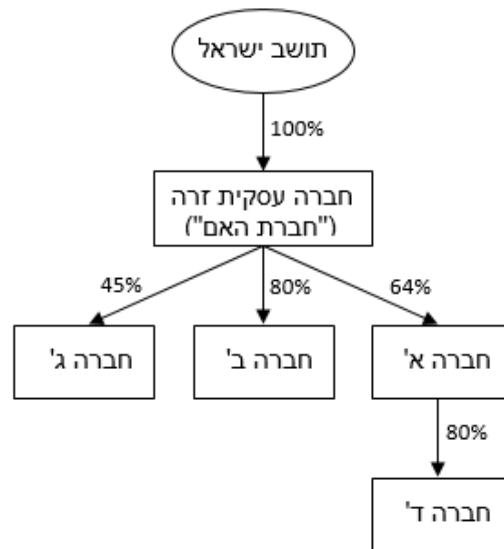 תושב ישראל
100%
חברה עסקית זרה
("חברת האם")
64%
80%
45%
חברה א'
חברה ב'
חברה ג'
80%
חברה ד'